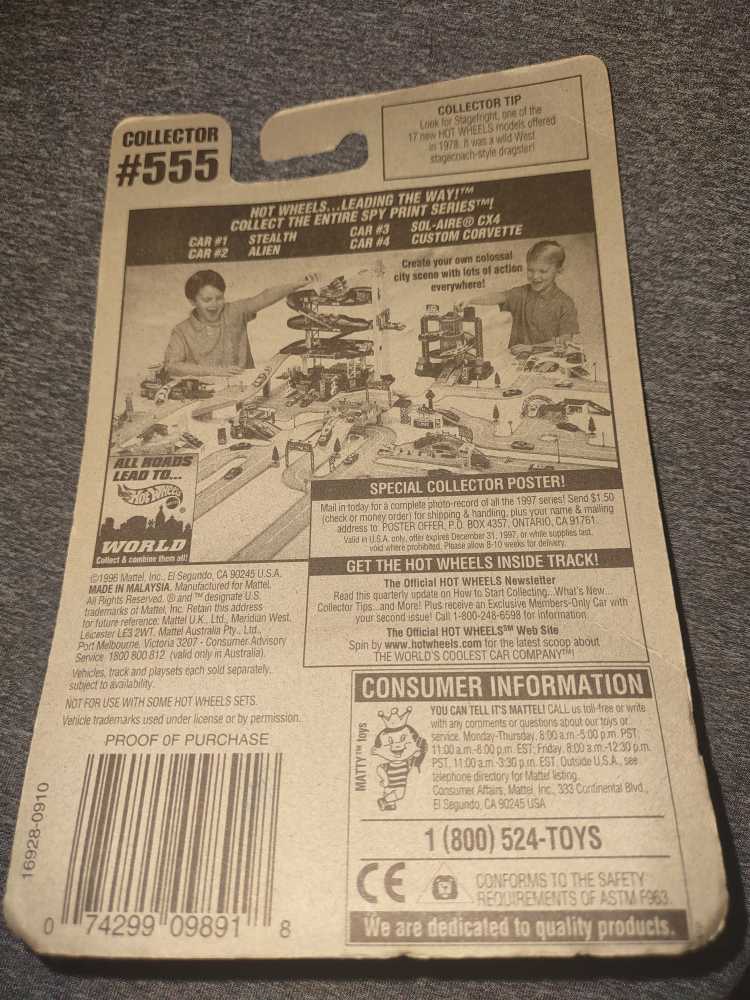 COLLECTOR
#555
COLLECTOR TIP
Look for Stagefright, one of the
17 new HOT WHEELS models offered
in 1978. It was a wild West
stagecoach-style dragster!
HOT WHEELS...LEADING THE WAY!™
COLLECT THE ENTIRE SPY PRINT SERIES™!
CAR #1 STEALTH CAR #3 SOL-AIRE® CX4
CAR #2 ALIEN CAR #4 CUSTOM CORVETTE
Create your own colossal
city scene with lots of action
everywhere!
ALL ROADS
LEAD TO...
Hot Wheels
WORLD
Collect & combine them all!
SPECIAL COLLECTOR POSTER!
Mail in today for a complete photo-record of all the 1997 series! Send $1.50
(check or money order) for shipping & handling, plus your name & mailing
address to: POSTER OFFER, P.O. BOX 4357, ONTARIO, CA 91761.
Valid in U.S.A. only, offer expires December 31, 1997, or while supplies last,
void where prohibited. Please allow 8-10 weeks for delivery.
GET THE HOT WHEELS INSIDE TRACK!
The Official HOT WHEELS Newsletter
Read this quarterly update on How to Start Collecting...What's New...
Collector Tips...and More! Plus receive an Exclusive Members-Only Car with
your second issue! Call 1-800-248-6598 for information.
The Official HOT WHEELS℠ Web Site
Spin by www.hotwheels.com for the latest scoop about
THE WORLD'S COOLEST CAR COMPANY™!
©1996 Mattel, Inc., El Segundo, CA 90245 U.S.A.
MADE IN MALAYSIA. Manufactured for Mattel.
All Rights Reserved. ® and ™ designate U.S.
trademarks of Mattel, Inc. Retain this address
for future reference: Mattel U.K., Ltd., Meridian West,
Leicester LE3 2WT. Mattel Australia Pty., Ltd.,
Port Melbourne, Victoria 3207 - Consumer Advisory
Service 1800 800 812. (valid only in Australia).
Vehicles, track and playsets each sold separately,
subject to availability.
NOT FOR USE WITH SOME HOT WHEELS SETS.
Vehicle trademarks used under license or by permission.
PROOF OF PURCHASE
16928-0910
0 74299 09891 8
CONSUMER INFORMATION
MATTY™ toys
YOU CAN TELL IT'S MATTEL! CALL us toll-free or write
with any comments or questions about our toys or
service. Monday-Thursday, 8:00 a.m.-5:00 p.m. PST,
11:00 a.m.-8:00 p.m. EST; Friday, 8:00 a.m.-12:30 p.m.
PST, 11:00 a.m.-3:30 p.m. EST. Outside U.S.A., see
telephone directory for Mattel listing.
Consumer Affairs, Mattel, Inc., 333 Continental Blvd.,
El Segundo, CA 90245 USA
1 (800) 524-TOYS
CE
CONFORMS TO THE SAFETY
REQUIREMENTS OF ASTM F963.
We are dedicated to quality products.